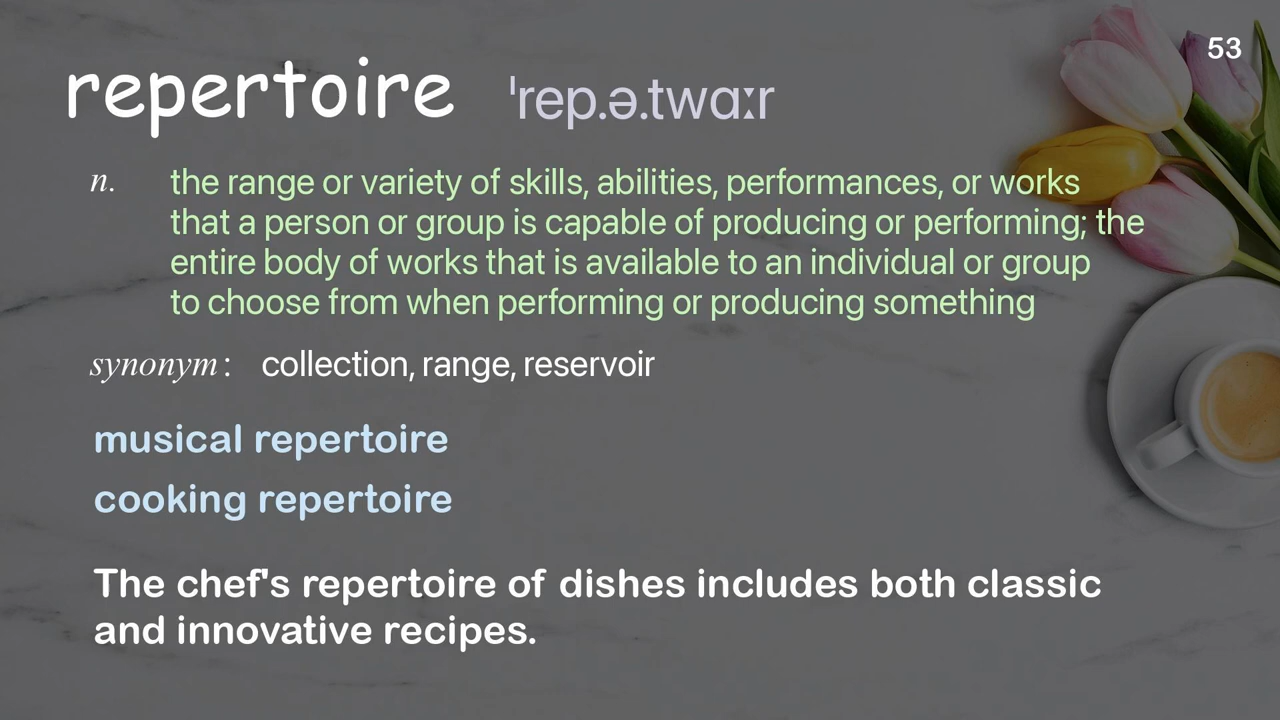 53
repertoire ˈrep.ə.twɑːr
n. the range or variety of skills, abilities, performances, or works
that a person or group is capable of producing or performing; the
entire body of works that is available to an individual or group
to choose from when performing or producing something
synonym : collection, range, reservoir
musical repertoire
cooking repertoire
The chef's repertoire of dishes includes both classic
and innovative recipes.